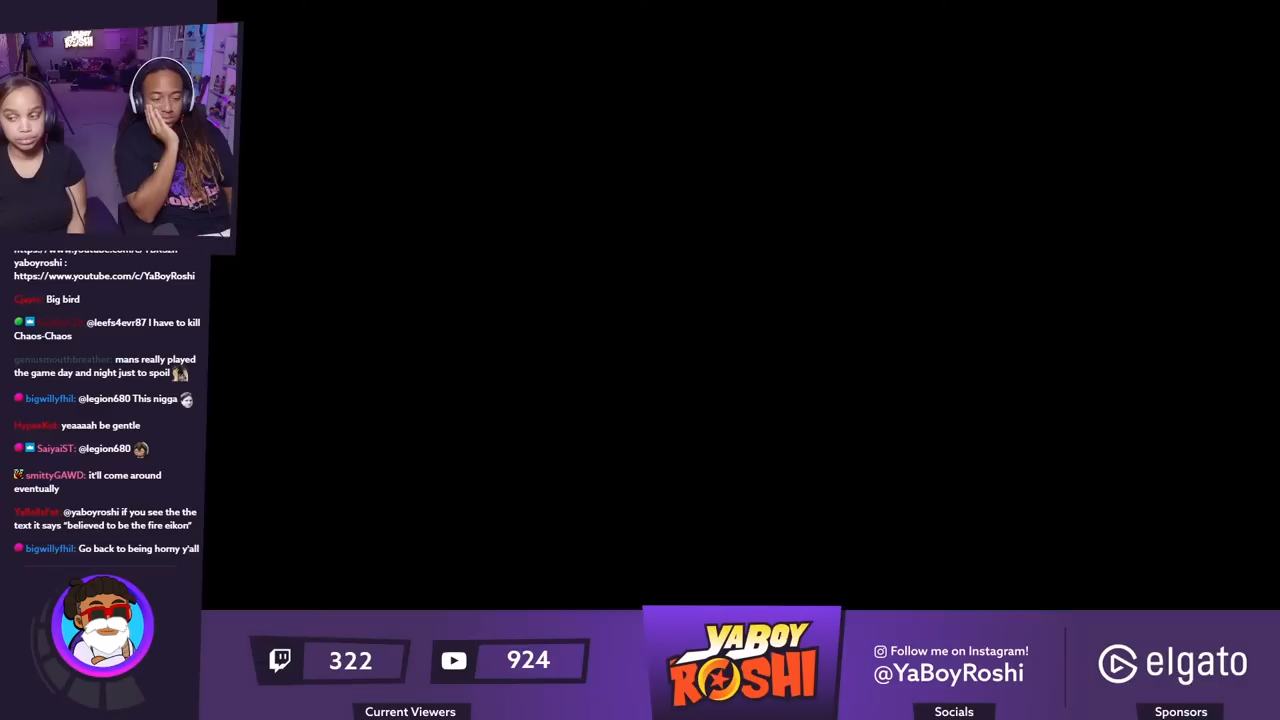 YABOY
ROSHI
yaboyroshi :
https://www.youtube.com/c/YaBoyRoshi
Big bird
@leefs4evr87 I have to kill
Chaos-Chaos
geniusmouthbreather: mans really played
the game day and night just to spoil
bigwillyfhil: @legion680 This nigga
yeaaaah be gentle
SaiyaiST: @legion680
smittyGAWD: it'll come around
eventually
@yaboyroshi if you see the the
text it says “believed to be the fire eikon”
bigwillyfhil: Go back to being horny y'all
322
924
Current Viewers
YABOY
ROSHI
Follow me on Instagram!
@YaBoyRoshi
Socials
elgato
Sponsors